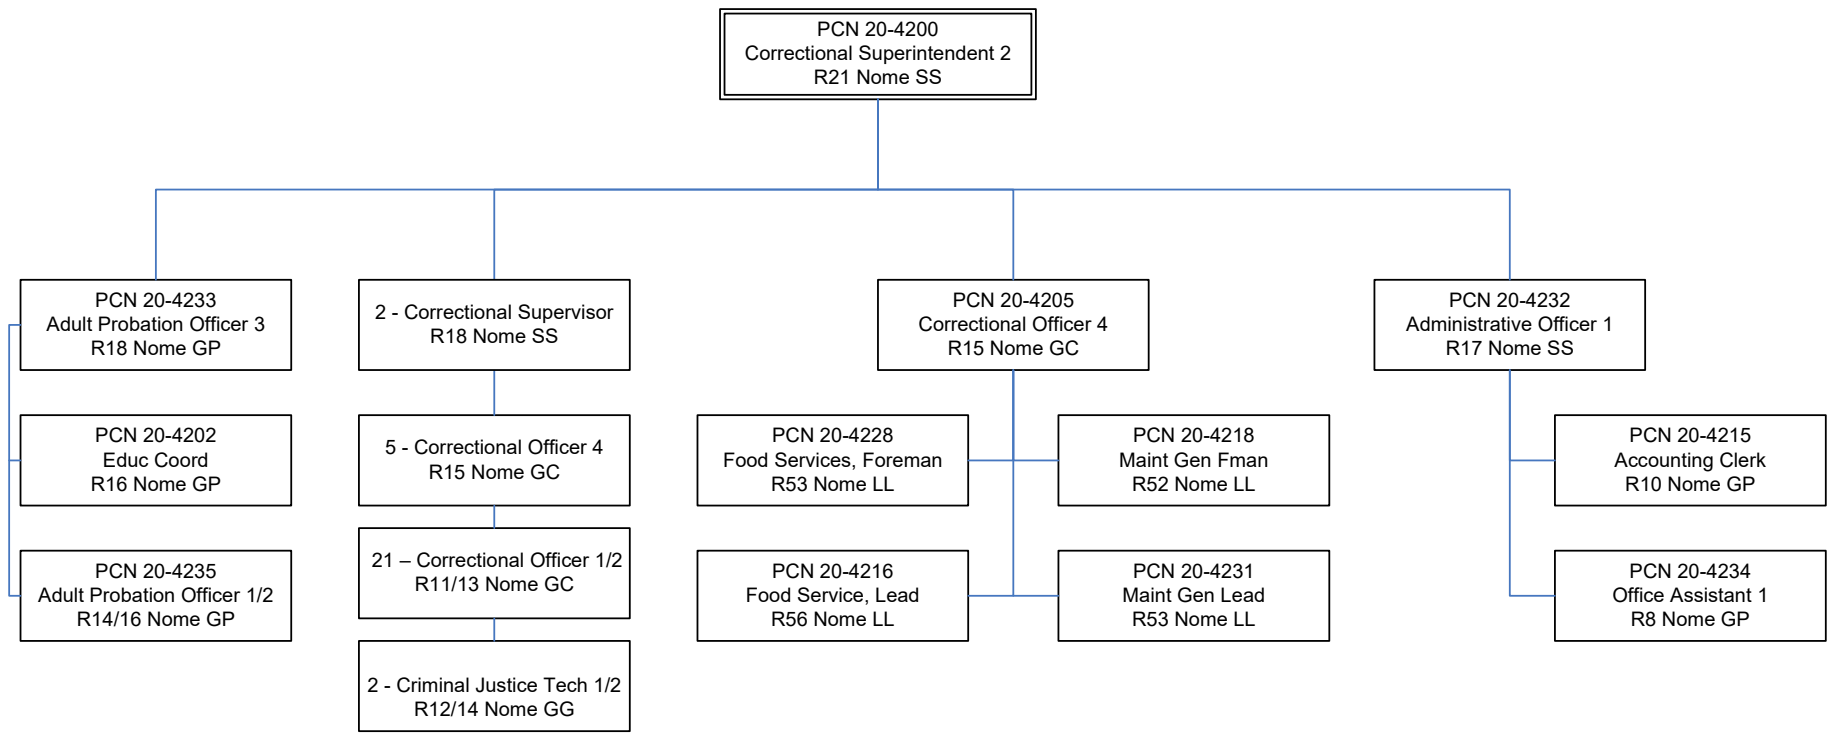 PCN 20-4200
Correctional Superintendent 2
R21 Nome SS
PCN 20-4233
Adult Probation Officer 3
R18 Nome GP
2 - Correctional Supervisor
R18 Nome SS
PCN 20-4205
Correctional Officer 4
R15 Nome GC
PCN 20-4232
Administrative Officer 1
R17 Nome SS
PCN 20-4202
Educ Coord
R16 Nome GP
5 - Correctional Officer 4
R15 Nome GC
PCN 20-4228
Food Services, Foreman
R53 Nome LL
PCN 20-4218
Maint Gen Fman
R52 Nome LL
PCN 20-4215
Accounting Clerk
R10 Nome GP
PCN 20-4235
Adult Probation Officer 1/2
R14/16 Nome GP
21 – Correctional Officer 1/2
R11/13 Nome GC
PCN 20-4216
Food Service, Lead
R56 Nome LL
PCN 20-4231
Maint Gen Lead
R53 Nome LL
PCN 20-4234
Office Assistant 1
R8 Nome GP
2 - Criminal Justice Tech 1/2
R12/14 Nome GG